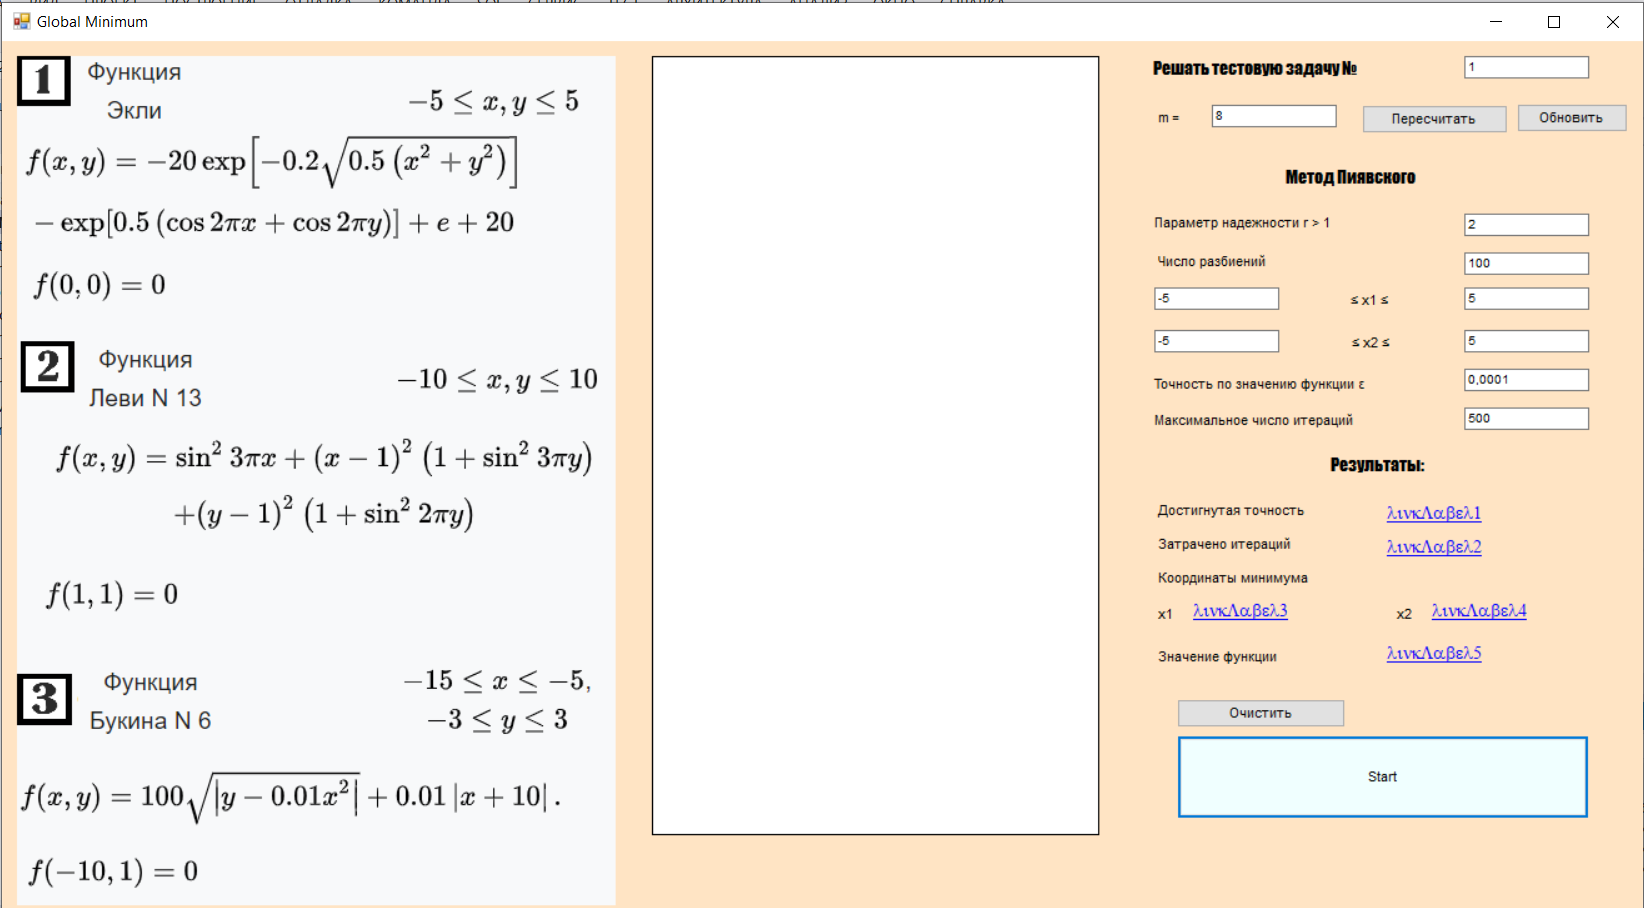 Global Minimum
1
Функция
Экли
−5 ≤ x, y ≤ 5
f(x, y) = −20 exp[−0.2√(0.5 (x² + y²))]
− exp[0.5 (cos 2πx + cos 2πy)] + e + 20
f(0, 0) = 0
2
Функция
Леви N 13
−10 ≤ x, y ≤ 10
f(x, y) = sin² 3πx + (x − 1)² (1 + sin² 3πy)
+(y − 1)² (1 + sin² 2πy)
f(1, 1) = 0
3
Функция
Букина N 6
−15 ≤ x ≤ −5,
−3 ≤ y ≤ 3
f(x, y) = 100√|y − 0.01x²| + 0.01 |x + 10| .
f(−10, 1) = 0
Решать тестовую задачу № 1
m = 8 Пересчитать Обновить
Метод Пиявского
Параметр надежности r > 1 2
Число разбиений 100
-5 ≤ x1 ≤ 5
-5 ≤ x2 ≤ 5
Точность по значению функции ε 0,0001
Максимальное число итераций 500
Результаты:
Достигнутая точность λινκΛαβελ1
Затрачено итераций λινκΛαβελ2
Координаты минимума
x1 λινκΛαβελ3 x2 λινκΛαβελ4
Значение функции λινκΛαβελ5
Очистить
Start